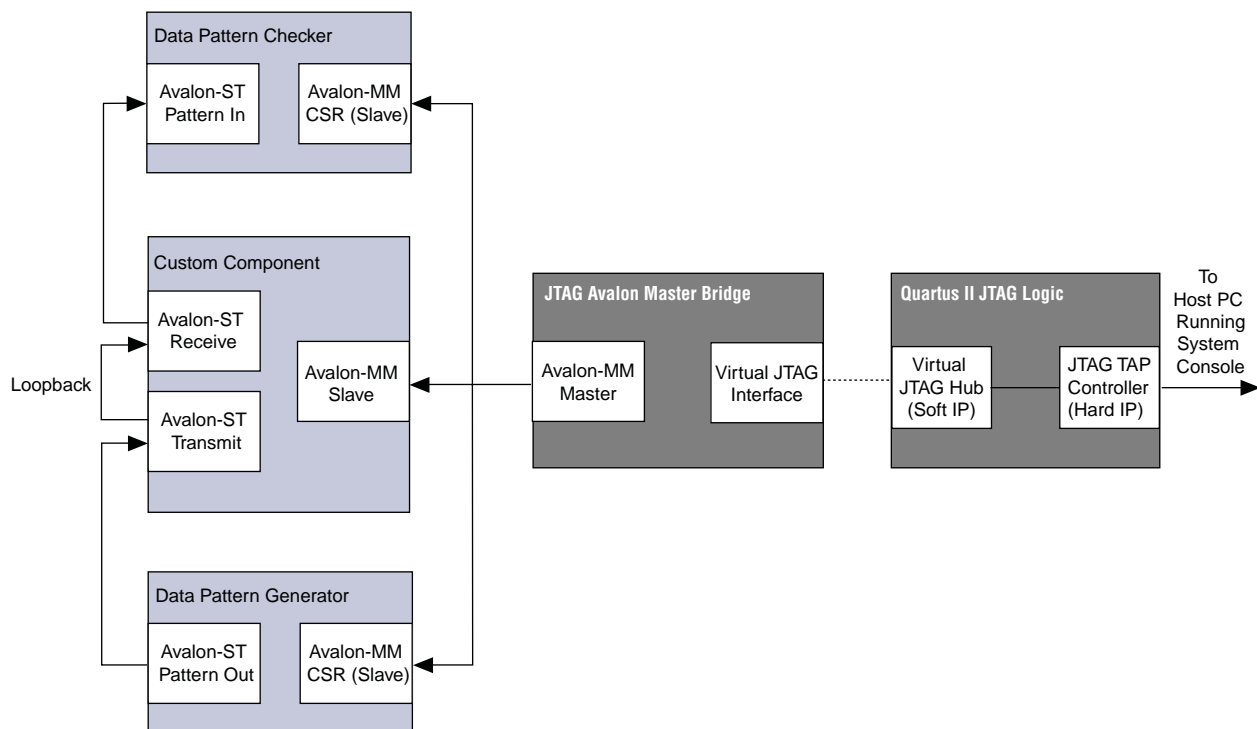 Data Pattern Checker
Avalon-ST
Pattern In
Avalon-MM
CSR (Slave)
Custom Component
Avalon-ST
Receive
Loopback
Avalon-ST
Transmit
Avalon-MM
Slave
JTAG Avalon Master Bridge
Avalon-MM
Master
Virtual JTAG
Interface
Quartus II JTAG Logic
Virtual
JTAG Hub
(Soft IP)
JTAG TAP
Controller
(Hard IP)
To
Host PC
Running
System
Console
Data Pattern Generator
Avalon-ST
Pattern Out
Avalon-MM
CSR (Slave)